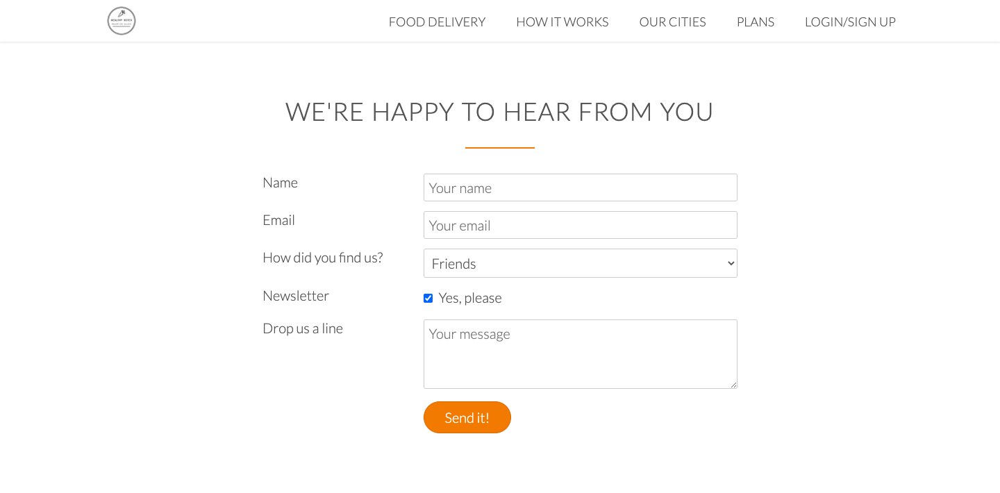 FOOD DELIVERY
HOW IT WORKS
OUR CITIES
PLANS
LOGIN/SIGN UP
WE'RE HAPPY TO HEAR FROM YOU
Name
Your name
Email
Your email
How did you find us?
Friends
Newsletter
Yes, please
Drop us a line
Your message
Send it!